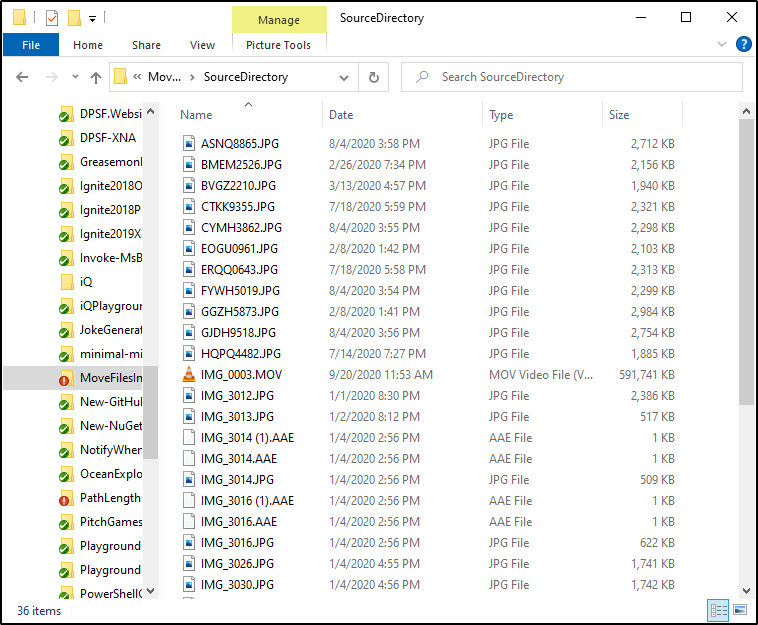 Manage SourceDirectory
File Home Share View Picture Tools
« Mov... > SourceDirectory Search SourceDirectory
Name Date Type Size
DPSF.Websi
DPSF-XNA
Greasemonl
Ignite2018O
Ignite2018P
Ignite2019X
Invoke-MsB
iQ
iQPlaygroun
JokeGenerat
minimal-mi
MoveFilesIn
New-GitHul
New-NuGet
NotifyWher
OceanExplo
PathLength
PitchGames
Playground
Playground
PowerShellC
ASNQ8865.JPG 8/4/2020 3:58 PM JPG File 2,712 KB
BMEM2526.JPG 2/26/2020 7:34 PM JPG File 2,156 KB
BVGZ2210.JPG 3/13/2020 4:57 PM JPG File 1,940 KB
CTKK9355.JPG 7/18/2020 5:59 PM JPG File 2,321 KB
CYMH3862.JPG 8/4/2020 3:55 PM JPG File 2,298 KB
EOGU0961.JPG 2/8/2020 1:42 PM JPG File 2,103 KB
ERQQ0643.JPG 7/18/2020 5:58 PM JPG File 2,313 KB
FYWH5019.JPG 8/4/2020 3:54 PM JPG File 2,299 KB
GGZH5873.JPG 2/8/2020 1:41 PM JPG File 2,984 KB
GJDH9518.JPG 8/4/2020 3:56 PM JPG File 2,754 KB
HQPQ4482.JPG 7/14/2020 7:27 PM JPG File 1,885 KB
IMG_0003.MOV 9/20/2020 11:53 AM MOV Video File (V... 591,741 KB
IMG_3012.JPG 1/1/2020 8:30 PM JPG File 2,386 KB
IMG_3013.JPG 1/2/2020 8:12 PM JPG File 517 KB
IMG_3014 (1).AAE 1/4/2020 2:56 PM AAE File 1 KB
IMG_3014.AAE 1/4/2020 2:56 PM AAE File 1 KB
IMG_3014.JPG 1/4/2020 2:56 PM JPG File 509 KB
IMG_3016 (1).AAE 1/4/2020 2:56 PM AAE File 1 KB
IMG_3016.AAE 1/4/2020 2:56 PM AAE File 1 KB
IMG_3016.JPG 1/4/2020 2:56 PM JPG File 622 KB
IMG_3026.JPG 1/4/2020 4:55 PM JPG File 1,741 KB
IMG_3030.JPG 1/4/2020 4:56 PM JPG File 1,742 KB
36 items